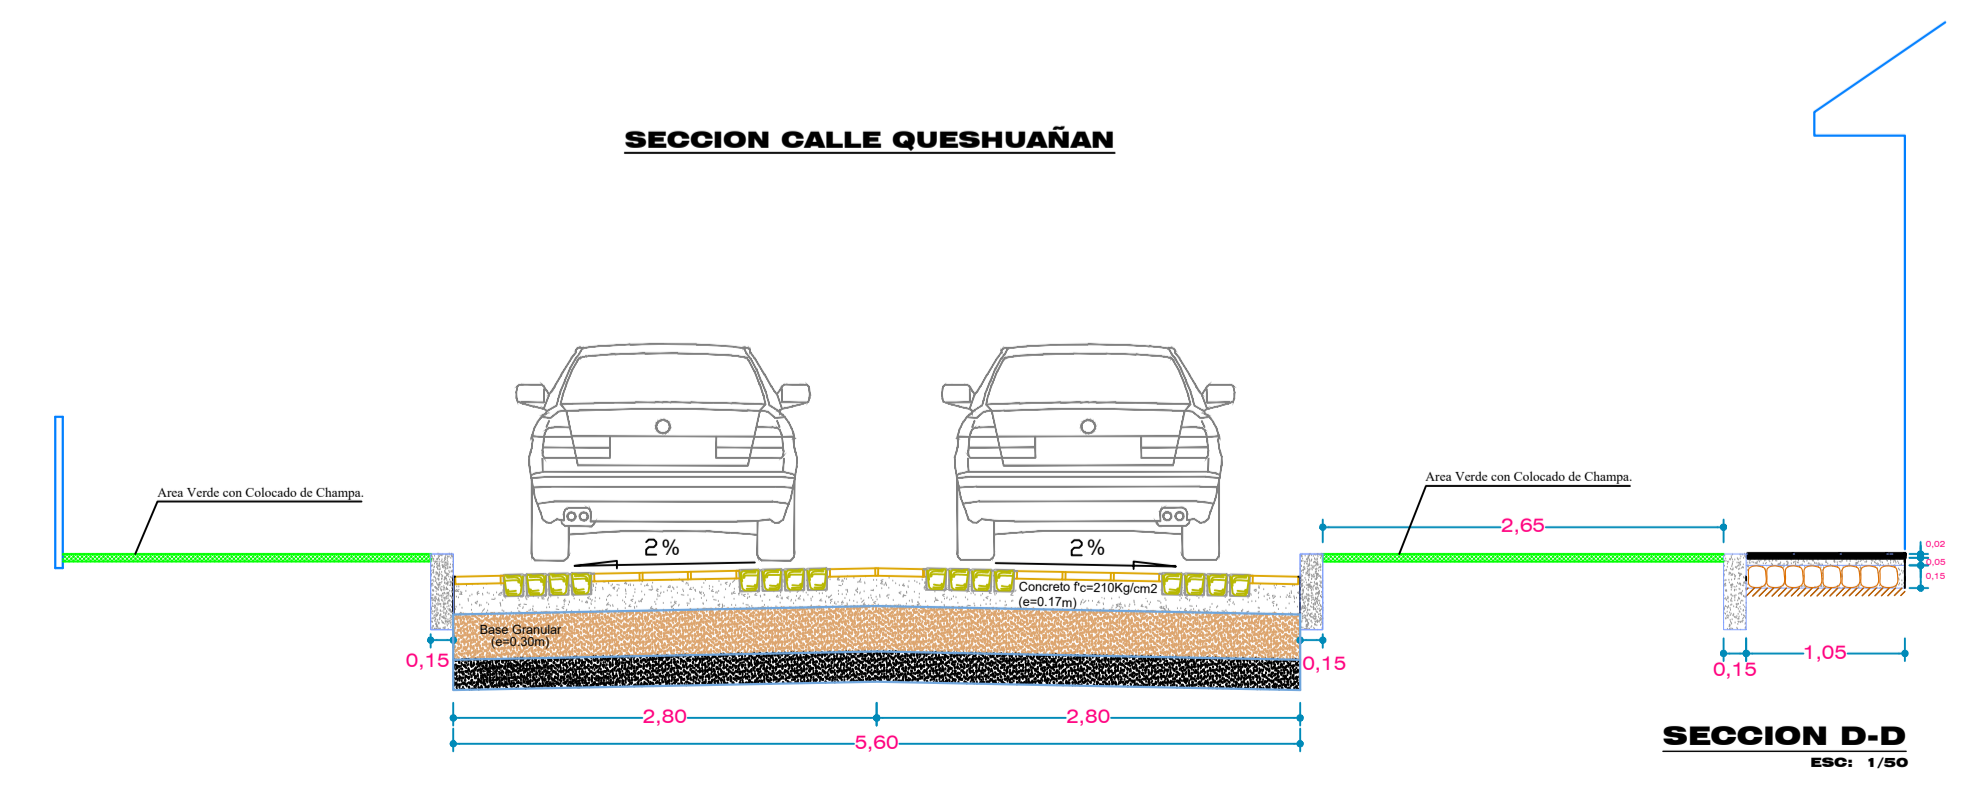 SECCION CALLE QUESHUAÑAN
Area Verde con Colocado de Champa.
Area Verde con Colocado de Champa.
2,65
0,02
0,05
0,15
2%
2%
Concreto f'c=210Kg/cm2
(e=0.17m)
Base Granular
(e=0.30m)
0,15
0,15
0,15
1,05
2,80
2,80
5,60
SECCION D-D
ESC: 1/50